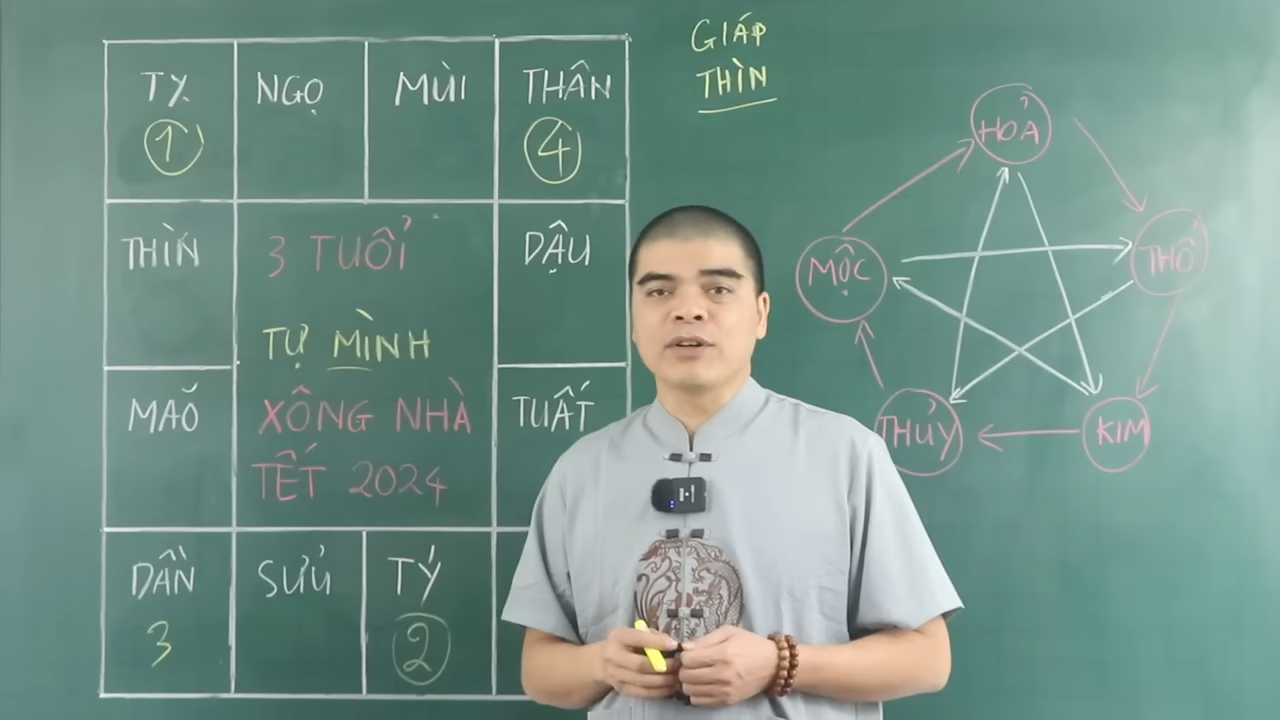 TỴ
①
NGỌ
MÙI
THÂN
④
GIÁP
THÌN
THÌN
3 TUỔI
TỰ MÌNH
XÔNG NHÀ
TẾT 2024
DẬU
MÃO
TUẤT
DẦN
3
SỬU
TÝ
②
HỎA
MỘC
THỔ
THỦY
KIM